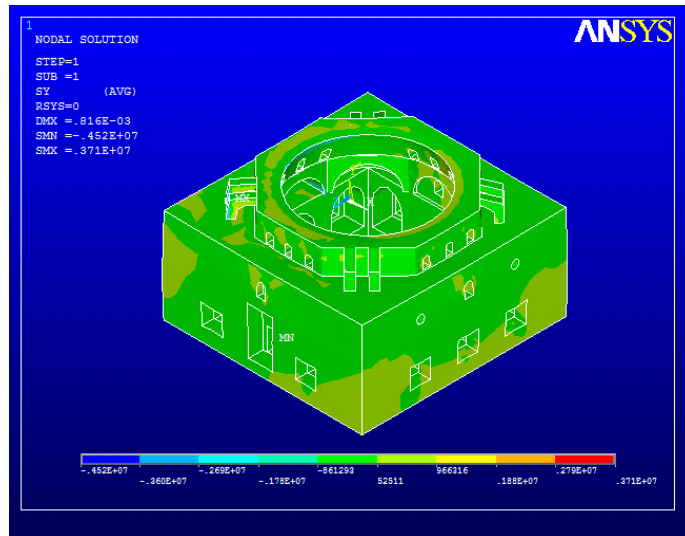 1
ANSYS
NODAL SOLUTION
STEP=1
SUB =1
SY (AVG)
RSYS=0
DMX =.816E-03
SMN =-.452E+07
SMX =.371E+07
MX
X
MN
-.452E+07 -.269E+07 -861293 966316 .279E+07
-.360E+07 -.178E+07 52511 .188E+07 .371E+07